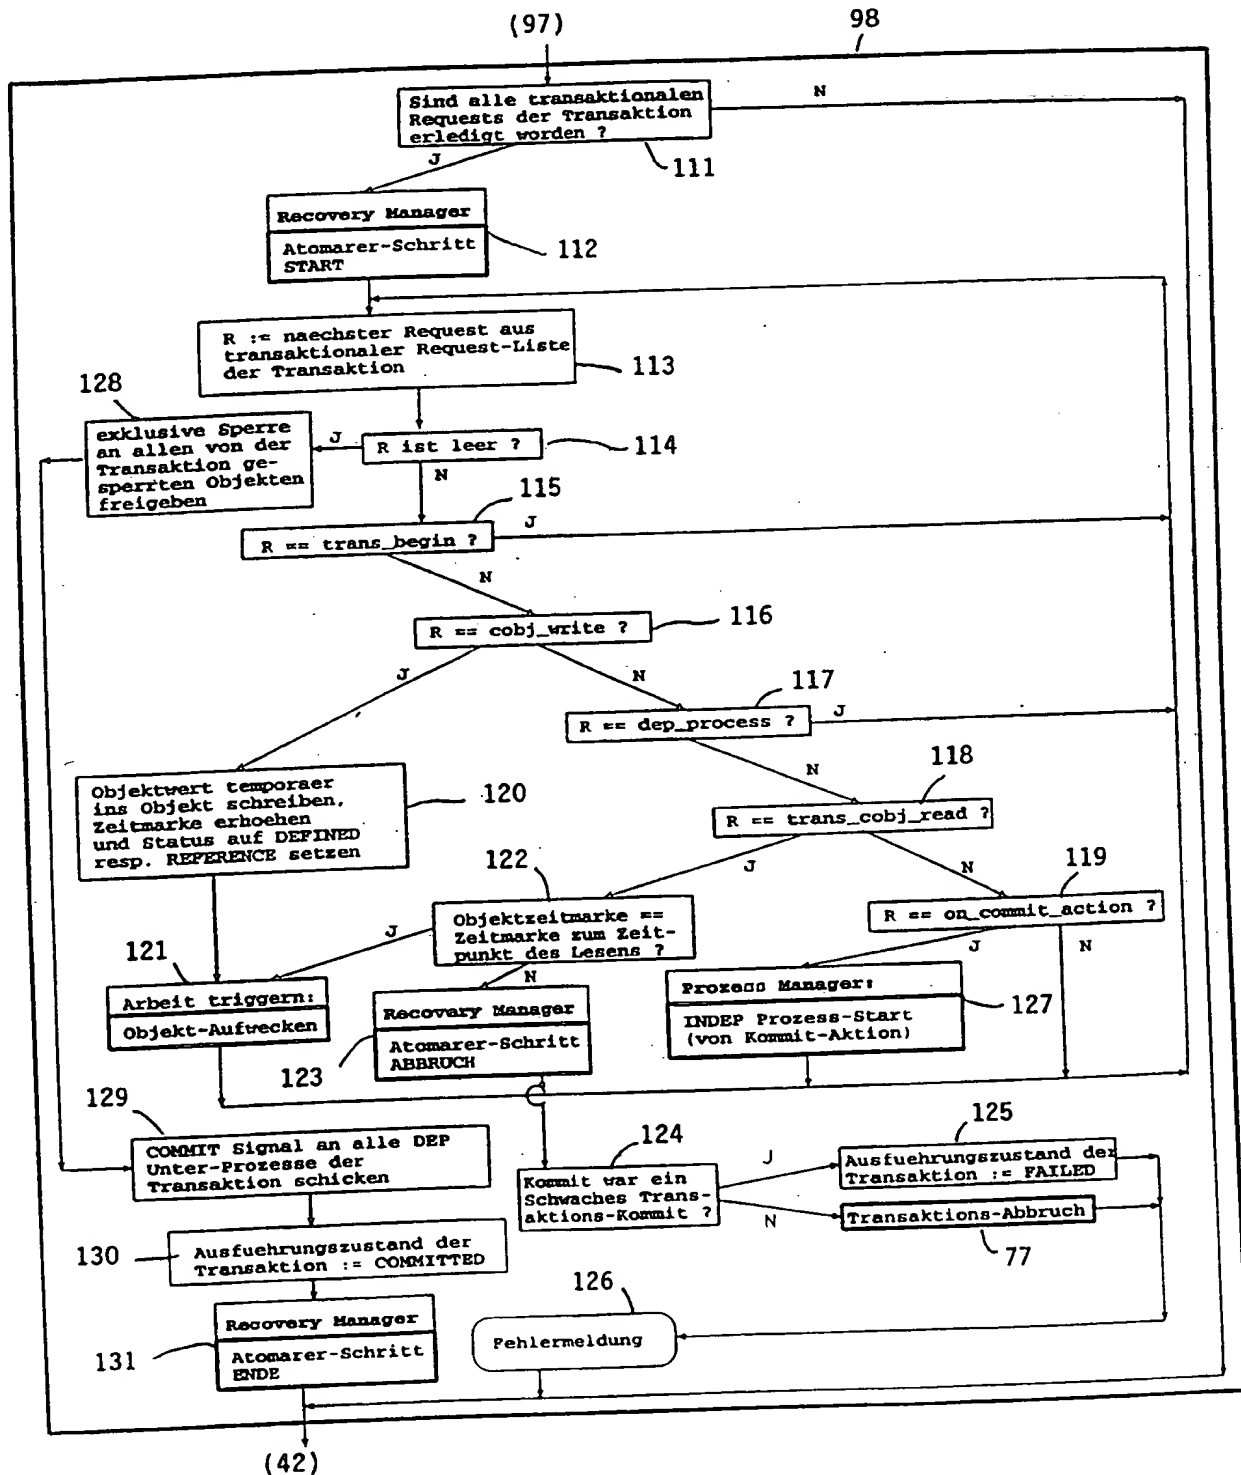 (97)
98
Sind alle transaktionalen
Requests der Transaktion
erledigt worden ?
N
J
111
Recovery Manager
Atomarer-Schritt
START
112
R := naechster Request aus
transaktionaler Request-Liste
der Transaktion
113
128
exklusive Sperre
an allen von der
Transaktion ge-
sperrten Objekten
freigeben
J
R ist leer ?
114
N
115
R == trans_begin ?
J
N
R == cobj_write ?
116
J
N
117
R == dep_process ?
J
N
118
Objektwert temporaer
ins Objekt schreiben,
Zeitmarke erhoehen
und Status auf DEFINED
resp. REFERENCE setzen
120
R == trans_cobj_read ?
J
N
122
119
Objektzeitmarke ==
Zeitmarke zum Zeit-
punkt des Lesens ?
R == on_commit_action ?
J
N
J
N
121
Arbeit triggern:
Objekt-Aufwecken
Recovery Manager
Atomarer-Schritt
ABBRUCH
123
Prozess Manager:
INDEP Prozess-Start
(von Kommit-Aktion)
127
129
COMMIT Signal an alle DEP
Unter-Prozesse der
Transaktion schicken
124
Kommit war ein
Schwaches Trans-
aktions-Kommit ?
J
N
125
Ausfuehrungszustand der
Transaktion := FAILED
Transaktions-Abbruch
77
130
Ausfuehrungszustand der
Transaktion := COMMITTED
126
Fehlermeldung
Recovery Manager
Atomarer-Schritt
ENDE
131
(42)